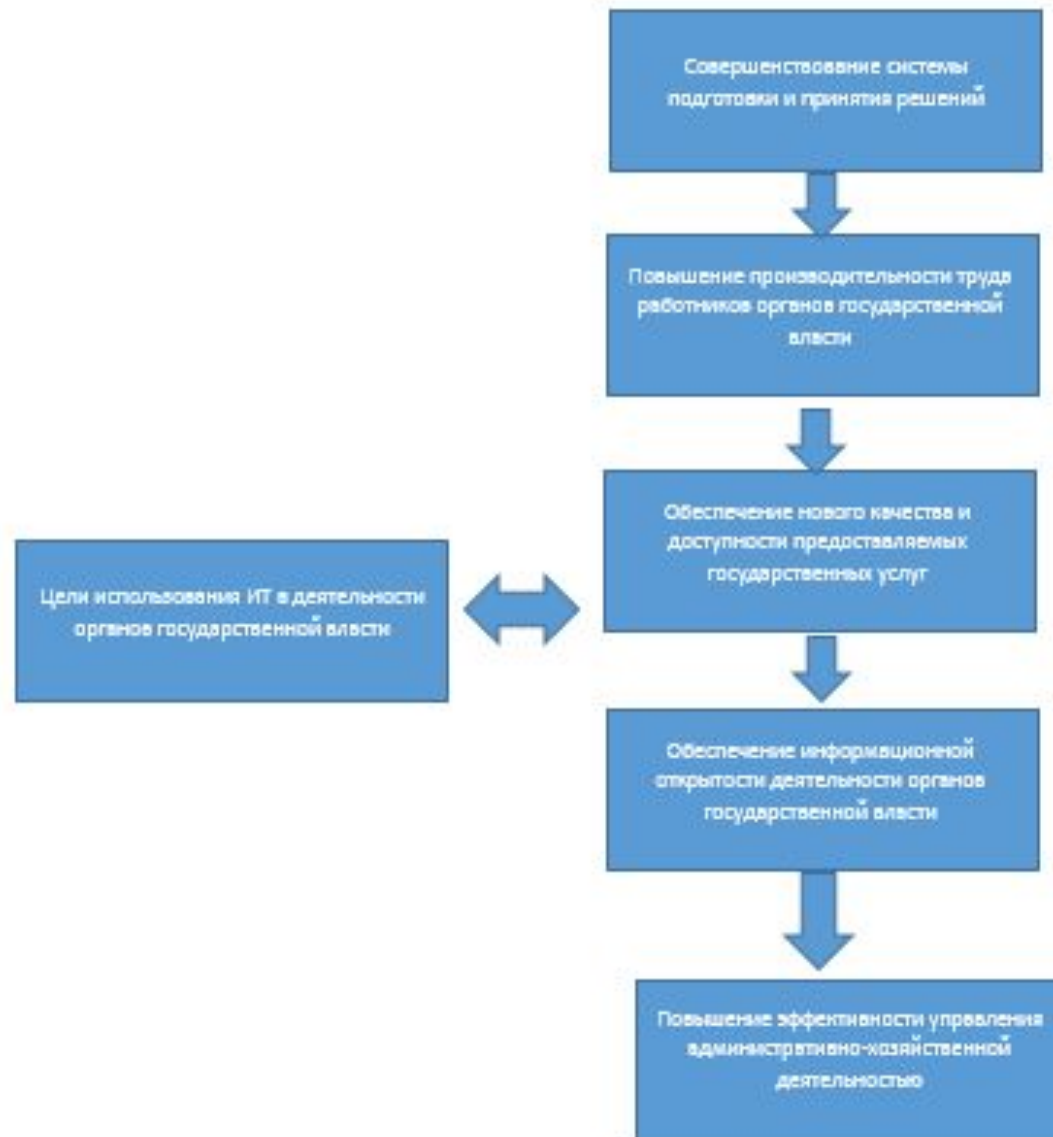 Совершенствование системы
подготовки и принятия решений
Повышение производительности труда
работников органов государственной
власти
Обеспечение нового качества и
доступности предоставляемых
государственных услуг
Цели использования ИТ в деятельности
органов государственной власти
Обеспечение информационной
открытости деятельности органов
государственной власти
Повышение эффективности управления
административно-хозяйственной
деятельностью